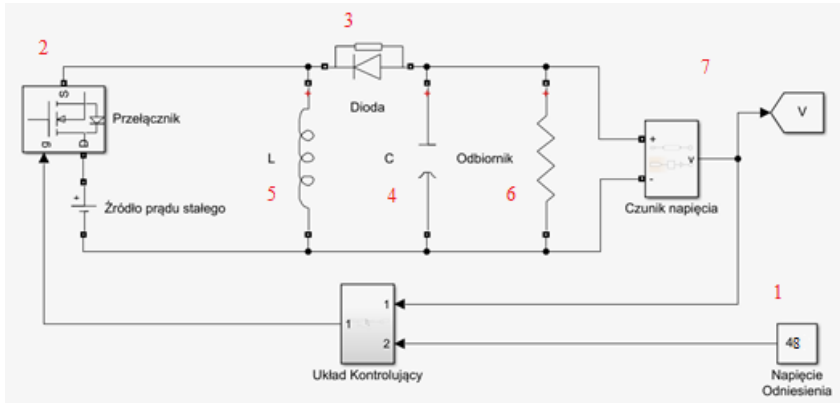 3
2
7
S
+
+
+
V
Dioda
Przełącznik
+
g
D
L
C
Odbiornik
v
-
+
Źródło prądu stałego
5
4
6
Czunik napięcia
1
1
1
2
48
Układ Kontrolujący
Napięcie
Odniesienia